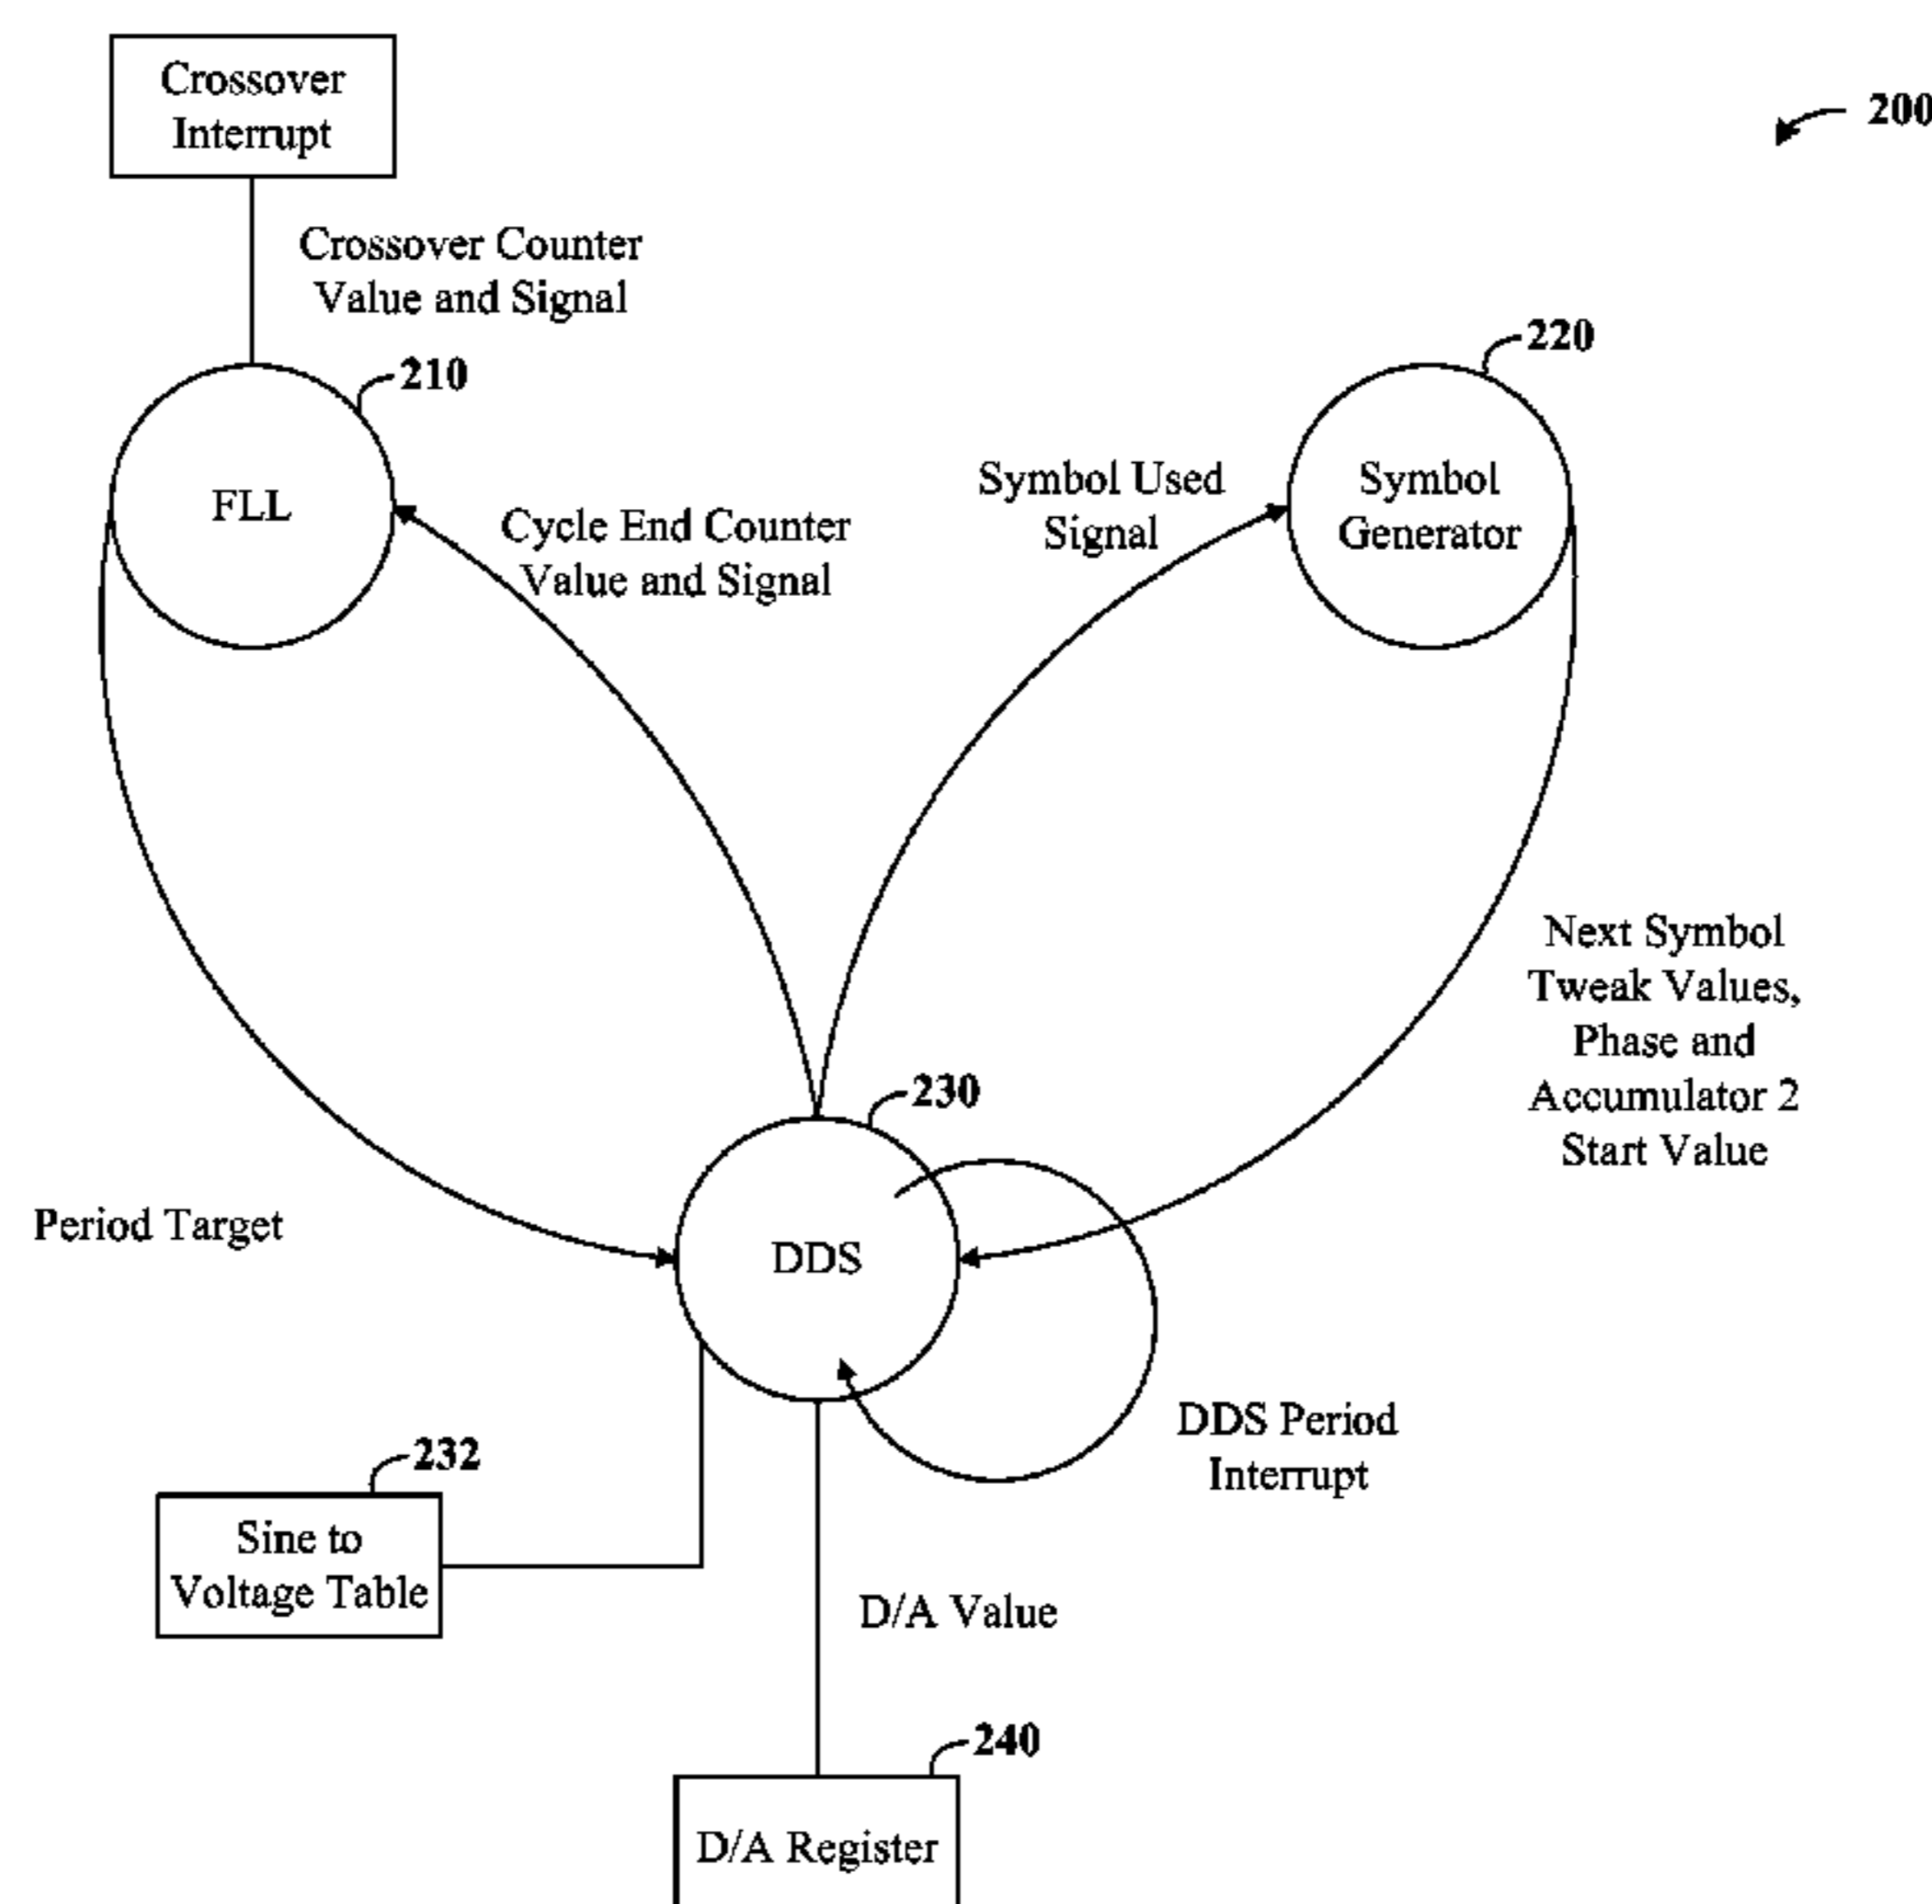 Crossover
Interrupt
200
Crossover Counter
Value and Signal
210
220
FLL
Cycle End Counter
Value and Signal
Symbol Used
Signal
Symbol
Generator
Next Symbol
Tweak Values,
Phase and
Accumulator 2
Start Value
230
Period Target
DDS
DDS Period
Interrupt
232
Sine to
Voltage Table
D/A Value
240
D/A Register